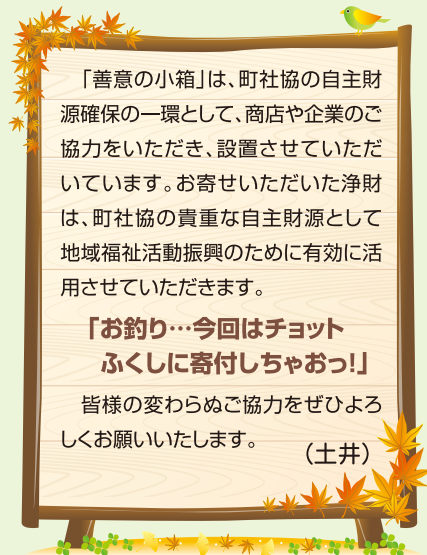 「善意の小箱」は、町社協の自主財
源確保の一環として、商店や企業のご
協力をいただき、設置させていただ
いています。お寄せいただいた浄財
は、町社協の貴重な自主財源として
地域福祉活動振興のために有効に活
用させていただきます。
「お釣り…今回はチョット
ふくしに寄付しちゃおっ!」
皆様の変わらぬご協力をぜひよろ
しくお願いいたします。
（土井）